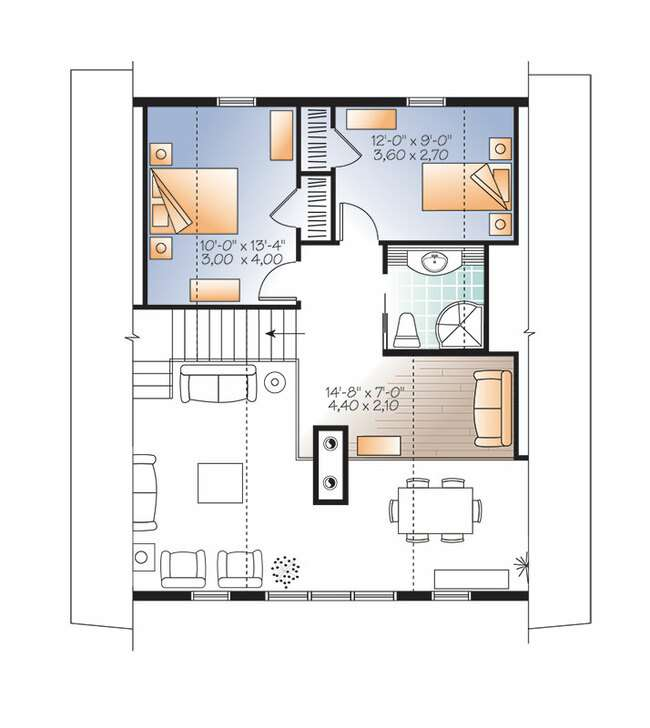 12'-0" x 9'-0"
3,60 x 2,70
10'-0" x 13'-4"
3,00 x 4,00
14'-8" x 7'-0"
4,40 x 2,10